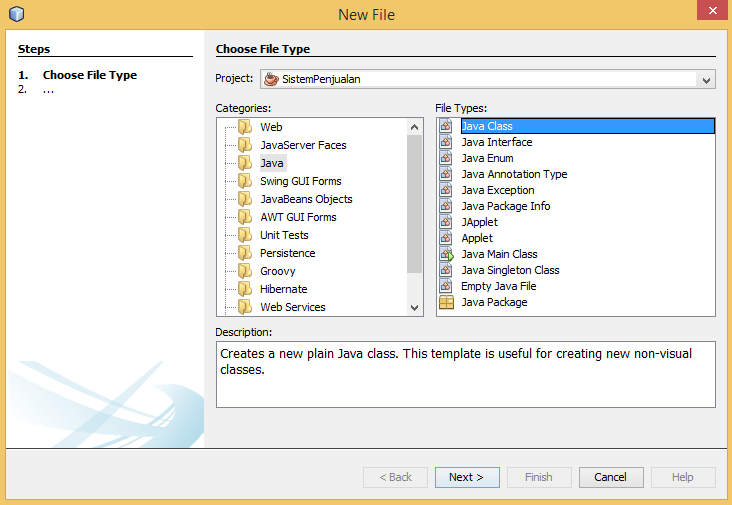 New File
Steps
1. Choose File Type
2. ...
Choose File Type
Project: SistemPenjualan
Categories:
Web
JavaServer Faces
Java
Swing GUI Forms
JavaBeans Objects
AWT GUI Forms
Unit Tests
Persistence
Groovy
Hibernate
Web Services
File Types:
Java Class
Java Interface
Java Enum
Java Annotation Type
Java Exception
Java Package Info
JApplet
Applet
Java Main Class
Java Singleton Class
Empty Java File
Java Package
Description:
Creates a new plain Java class. This template is useful for creating new non-visual
classes.
< Back
Next >
Finish
Cancel
Help